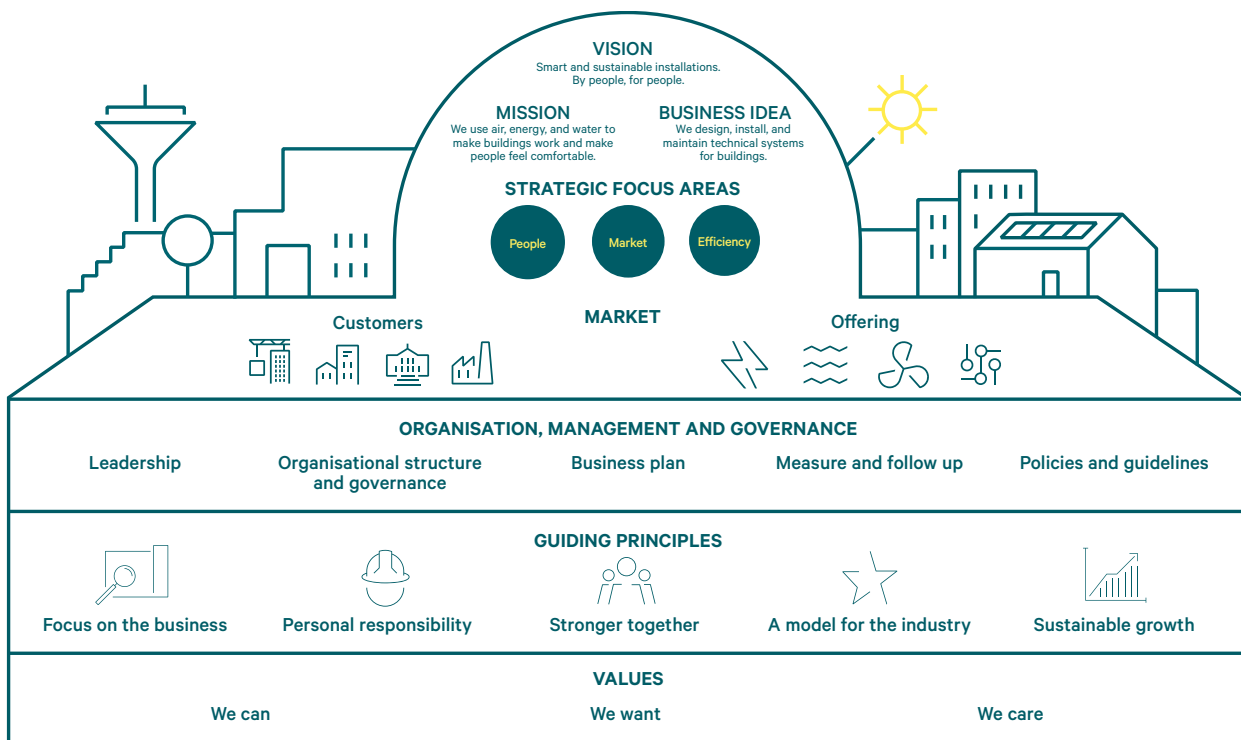 VISION
Smart and sustainable installations.
By people, for people.
MISSION
We use air, energy, and water to
make buildings work and make
people feel comfortable.
BUSINESS IDEA
We design, install, and
maintain technical systems
for buildings.
STRATEGIC FOCUS AREAS
People
Market
Efficiency
MARKET
Customers
Offering
ORGANISATION, MANAGEMENT AND GOVERNANCE
Leadership
Organisational structure
and governance
Business plan
Measure and follow up
Policies and guidelines
GUIDING PRINCIPLES
Focus on the business
Personal responsibility
Stronger together
A model for the industry
Sustainable growth
VALUES
We can
We want
We care